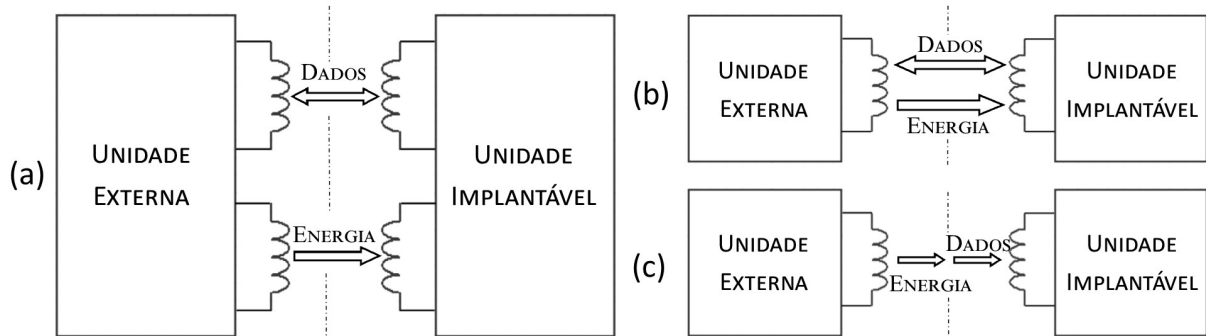 (a)
UNIDADE
EXTERNA
DADOS
ENERGIA
UNIDADE
IMPLANTÁVEL
(b)
UNIDADE
EXTERNA
DADOS
ENERGIA
UNIDADE
IMPLANTÁVEL
(c)
UNIDADE
EXTERNA
DADOS
ENERGIA
UNIDADE
IMPLANTÁVEL